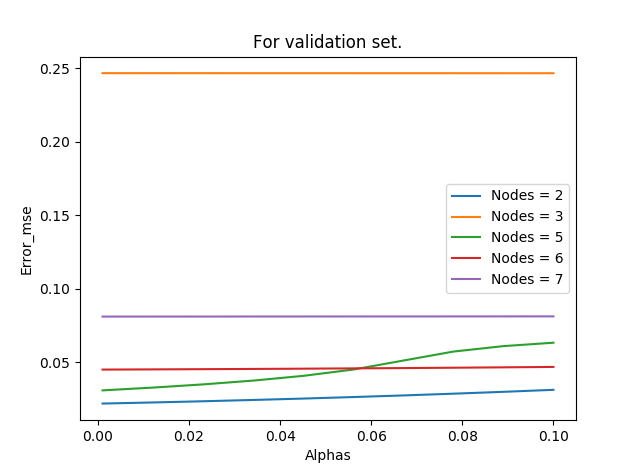 For validation set.
Error_mse
0.25
0.20
0.15
0.10
0.05
Nodes = 2
Nodes = 3
Nodes = 5
Nodes = 6
Nodes = 7
0.00 0.02 0.04 0.06 0.08 0.10
Alphas